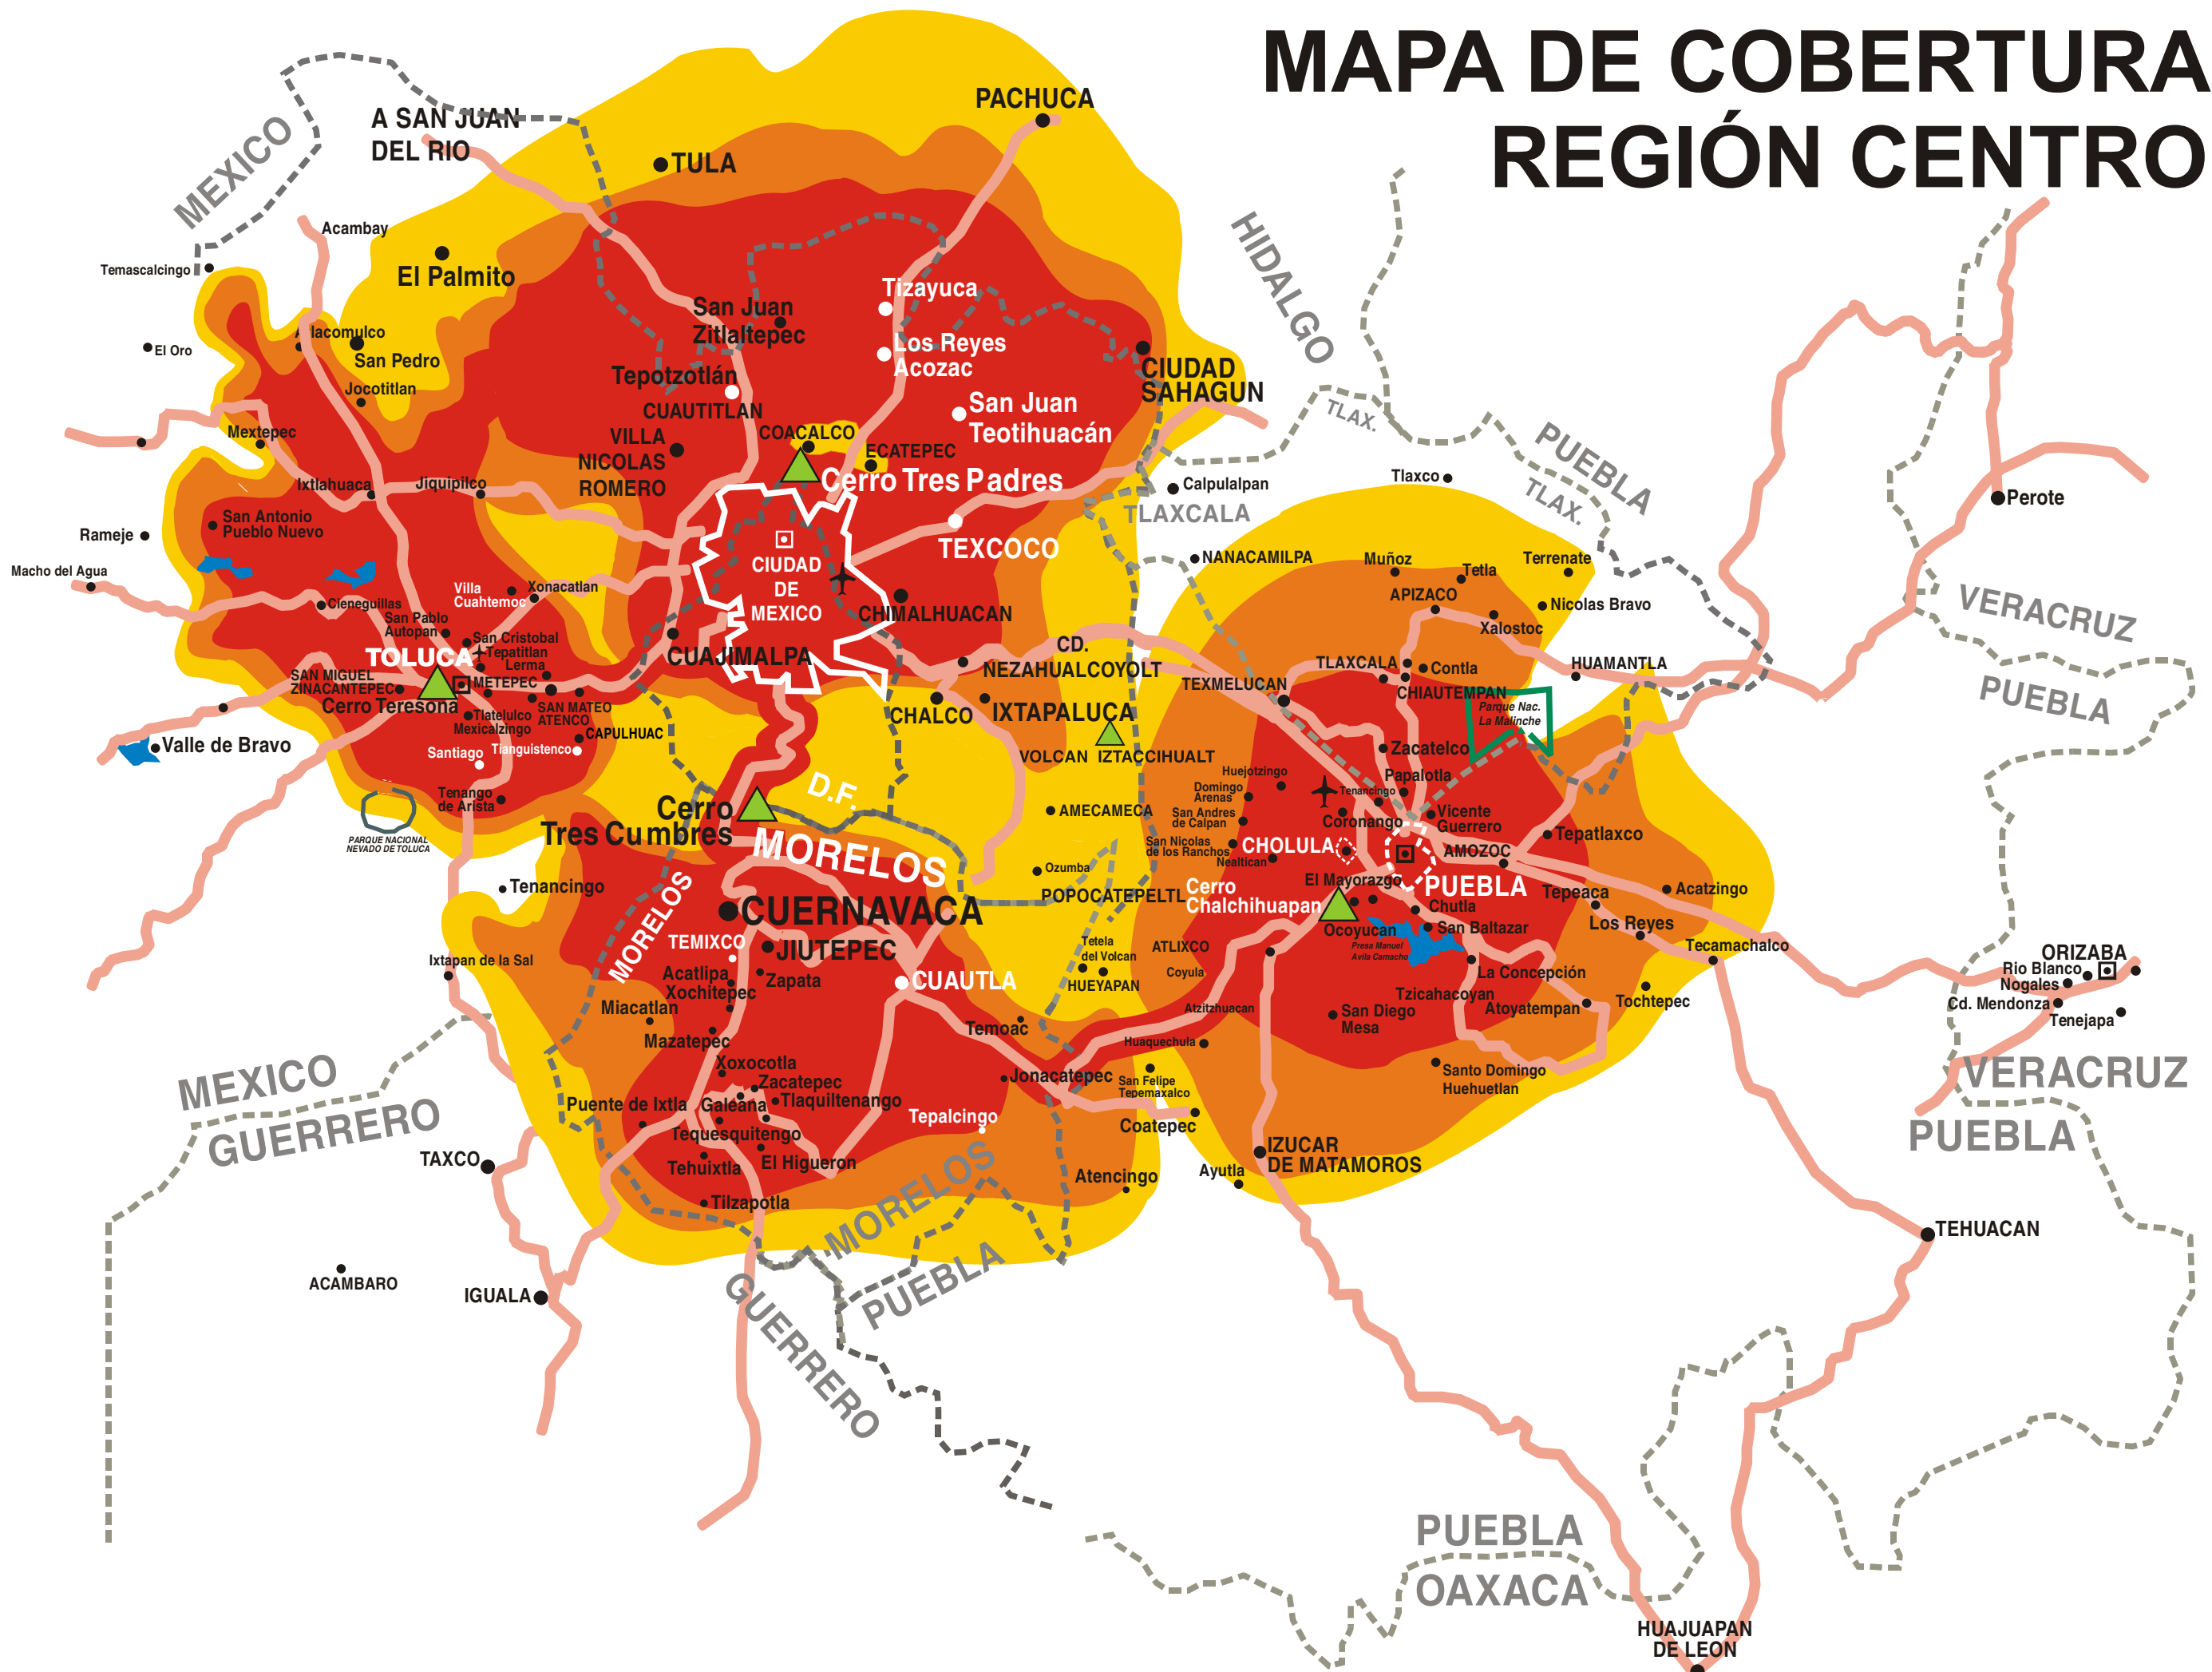 MAPA DE COBERTURA
REGIÓN CENTRO
MEXICO
A SAN JUAN
DEL RIO
PACHUCA
TULA
Acambay
Temascalcingo
El Palmito
HIDALGO
Tizayuca
San Juan
Zitlaltepec
Los Reyes
Acozac
El Oro
San Pedro
Jocotitlan
Tepotzotlán
CIUDAD
SAHAGUN
TLAX.
CUAUTITLAN
San Juan
Teotihuacán
Mextepec
VILLA
NICOLAS
ROMERO
COACALCO
ECATEPEC
Cerro Tres Padres
PUEBLA
TLAX.
Tlaxco
Calpulalpan
TLAXCALA
Perote
Ixtlahuaca
Jiquipilco
San Antonio
Pueblo Nuevo
Rameje
TEXCOCO
NANACAMILPA
Muñoz
Tetla
Terrenate
Macho del Agua
CIUDAD
DE
MEXICO
Villa
Cuahtemoc
Xonacatlan
APIZACO
Nicolas Bravo
VERACRUZ
PUEBLA
Cieneguillas
San Pablo
Autopan
CHIMALHUACAN
Xalostoc
San Cristobal
Tepatitlan
Lerma
TOLUCA
CUAJIMALPA
CD.
NEZAHUALCOYOLT
TLAXCALA
Contla
HUAMANTLA
SAN MIGUEL
ZINACANTEPEC
METEPEC
TEXMELUCAN
CHIAUTEMPAN
Cerro Teresona
SAN MATEO
ATENCO
Tlatelulco
Mexicalzingo
CHALCO
IXTAPALUCA
Parque Nac.
La Malinche
CAPULHUAC
Valle de Bravo
Santiago
Tianguistenco
VOLCAN IZTACCIHUALT
Zacatelco
Huejotzingo
Papalotla
Tenango
de Arista
D.F.
Domingo
Arenas
Tenancingo
Cerro
Tres Cumbres
AMECAMECA
San Andres
de Calpan
Coronango
Vicente
Guerrero
Tepatlaxco
PARQUE NACIONAL
NEVADO DE TOLUCA
MORELOS
San Nicolas
de los Ranchos
CHOLULA
AMOZOC
Nealtican
Ozumba
Tenancingo
POPOCATEPELTL
Cerro
Chalchihuapan
El Mayorazgo
PUEBLA
Tepeaca
Acatzingo
MORELOS
CUERNAVACA
Chutla
Los Reyes
TEMIXCO
JIUTEPEC
Tetela
del Volcan
ATLIXCO
Ocoyucan
San Baltazar
Presa Manuel
Avila Camacho
Tecamachalco
ORIZABA
Ixtapan de la Sal
Acatlipa
Xochitepec
Zapata
CUAUTLA
HUEYAPAN
Coyula
La Concepción
Rio Blanco
Nogales
Cd. Mendonza
Tenejapa
Miacatlan
Tzicahacoyan
Atoyatempan
Tochtepec
Atzitzhuacan
San Diego
Mesa
Temoac
Mazatepec
Huaquechula
MEXICO
GUERRERO
Xoxocotla
Zacatepec
Jonacatepec
San Felipe
Tepemaxalco
Santo Domingo
Huehuetlan
VERACRUZ
PUEBLA
Puente de Ixtla
Galeana
Tlaquiltenango
Tepalcingo
Coatepec
Tequesquitengo
TAXCO
Tehuixtla
El Higueron
IZUCAR
DE MATAMOROS
Atencingo
Ayutla
Tilzapotla
MORELOS
PUEBLA
TEHUACAN
ACAMBARO
IGUALA
GUERRERO
PUEBLA
OAXACA
HUAJUAPAN
DE LEON